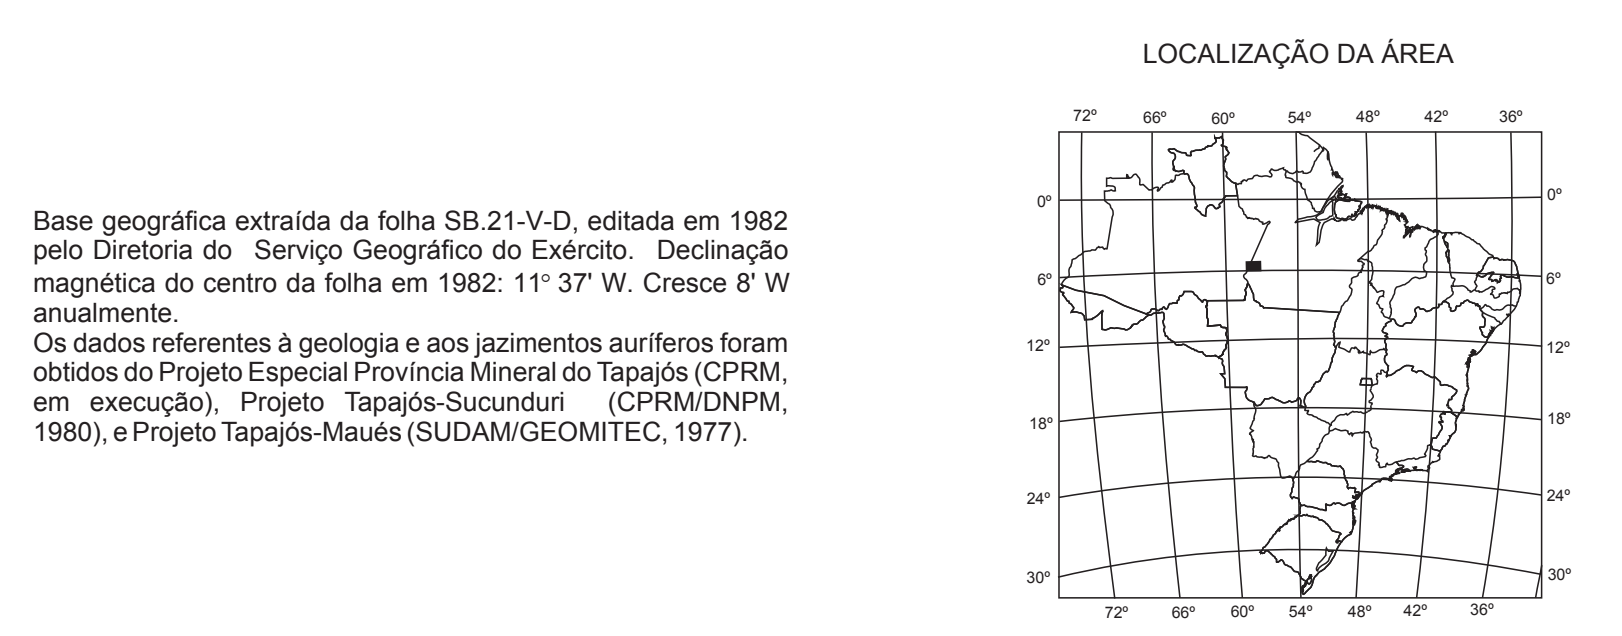 LOCALIZAÇÃO DA ÁREA
72º 66º 60º 54º 48º 42º 36º
0º 0º
Base geográfica extraída da folha SB.21-V-D, editada em 1982
pelo Diretoria do Serviço Geográfico do Exército. Declinação
magnética do centro da folha em 1982: 11° 37' W. Cresce 8' W
anualmente.
Os dados referentes à geologia e aos jazimentos auríferos foram
obtidos do Projeto Especial Província Mineral do Tapajós (CPRM,
em execução), Projeto Tapajós-Sucunduri (CPRM/DNPM,
1980), e Projeto Tapajós-Maués (SUDAM/GEOMITEC, 1977).
6º 6º
12º 12º
18º 18º
24º 24º
30º 30º
72º 66º 60º 54º 48º 42º 36º